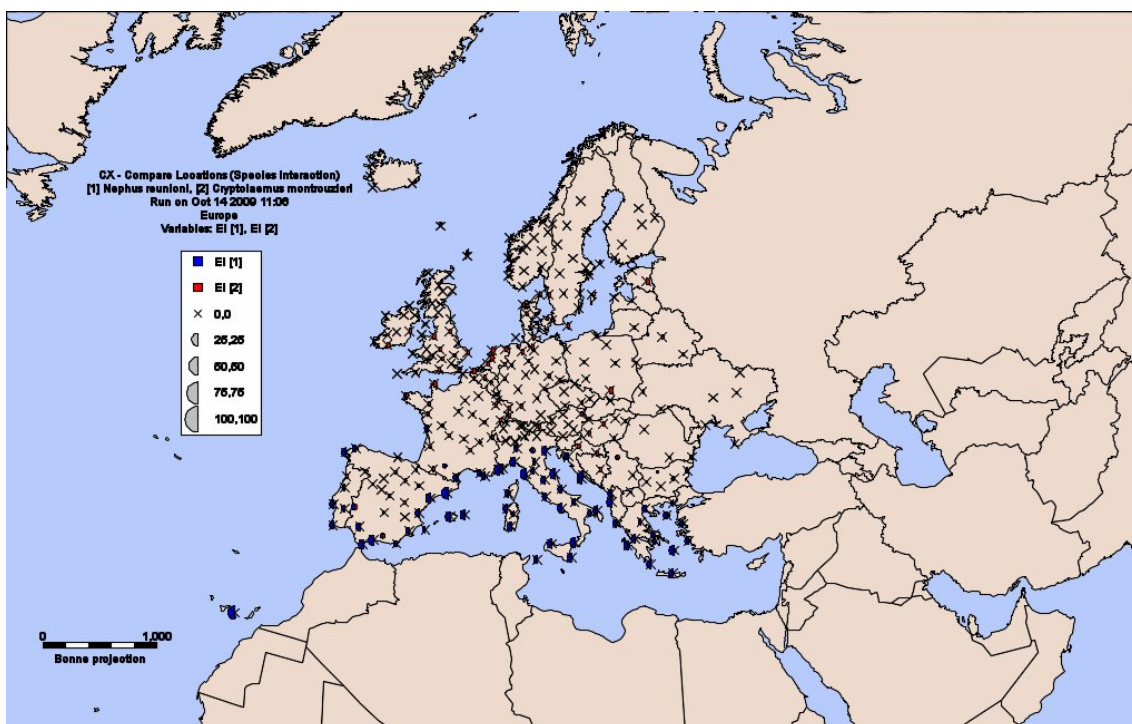 CX - Compare Locations (Species Interaction)
[1] Nephus reunioni, [2] Cryptolaemus montrouzieri
Run on Oct 14 2009 11:06
Europe
Variables: EI [1], EI [2]
EI [1]
EI [2]
0,0
25,25
50,50
75,75
100,100
0 1,000
Bonne projection